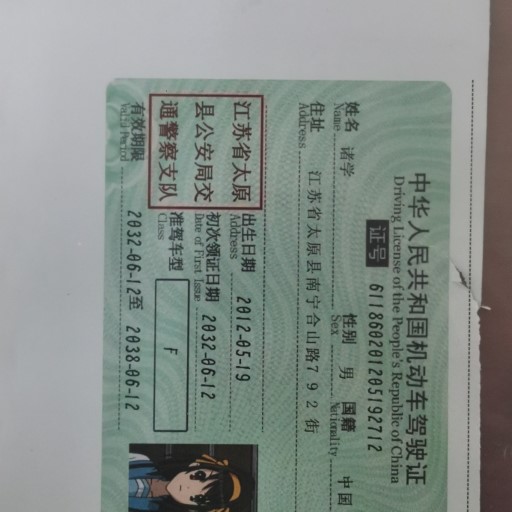 中华人民共和国机动车驾驶证
Driving License of the People's Republic of China
证号 611860201205192712
姓名 诸学 性别 男 国籍 中国
Name Sex Nationality
住址 江苏省太原县南宁合山路792街
Address
江苏省太原
县公安局交
通警察支队
出生日期 2012-05-19
Address
初次领证日期 2032-06-12
Date of First Issue
准驾车型 F
Class
有效期限 2032-06-12至 2038-06-12
Valid Period